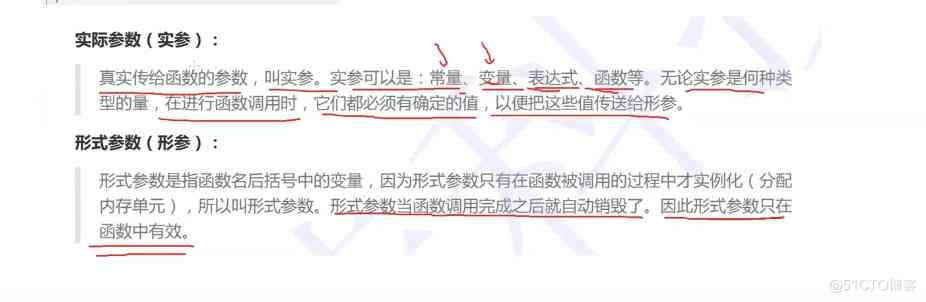 实际参数（实参）：
真实传给函数的参数，叫实参。实参可以是：常量、变量、表达式、函数等。无论实参是何种类
型的量，在进行函数调用时，它们都必须有确定的值，以便把这些值传送给形参。
形式参数（形参）：
形式参数是指函数名后括号中的变量，因为形式参数只有在函数被调用的过程中才实例化（分配
内存单元），所以叫形式参数。形式参数当函数调用完成之后就自动销毁了。因此形式参数只在
函数中有效。
@51CTO博客